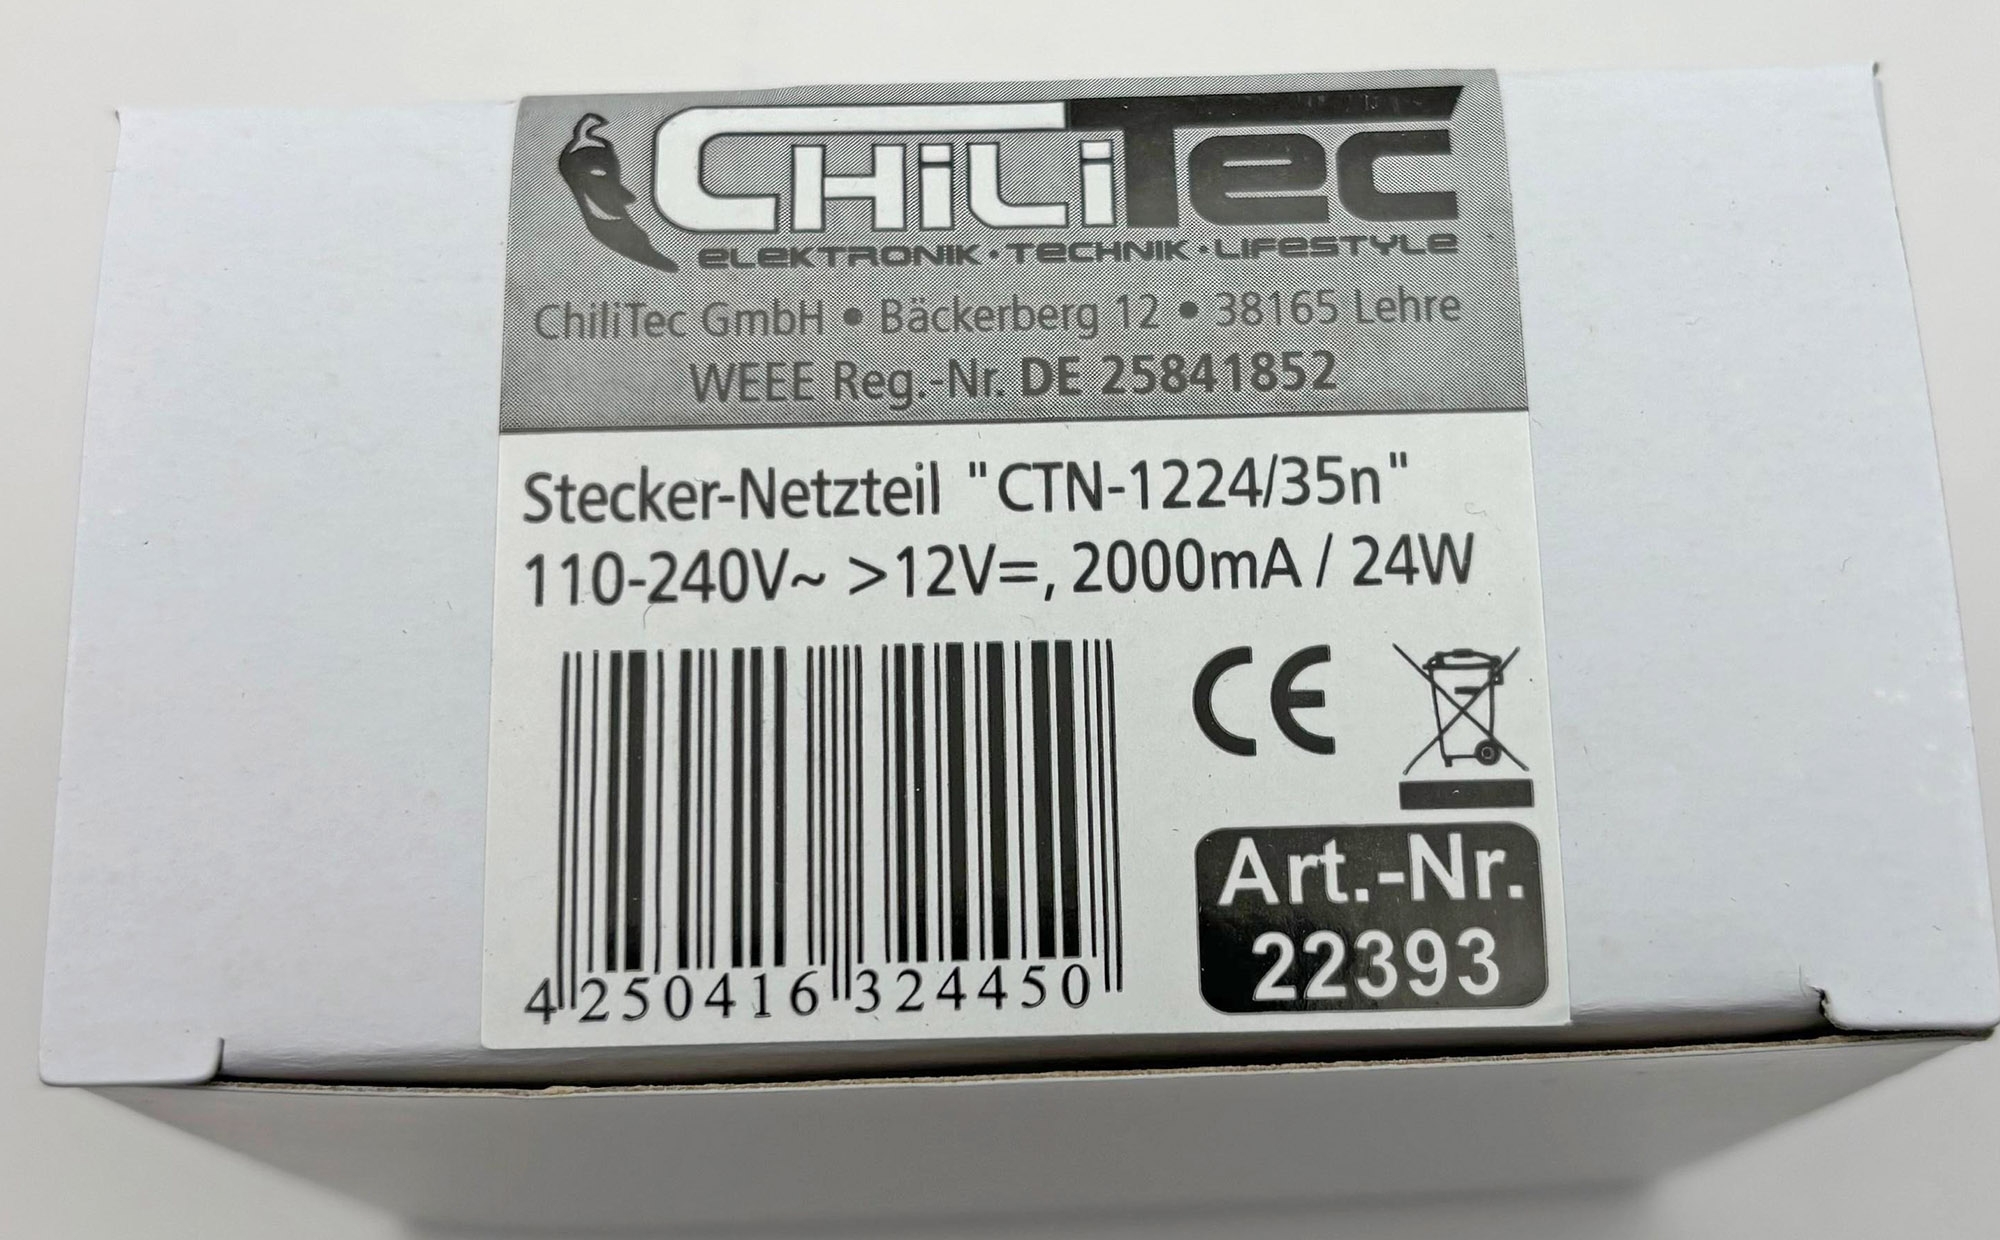 CHiLiTec
ELEKTRONIK · TECHNIK · LIFESTYLE
ChiliTec GmbH • Bäckerberg 12 • 38165 Lehre
WEEE Reg.-Nr. DE 25841852
Stecker-Netzteil "CTN-1224/35n"
110-240V~ >12V=, 2000mA / 24W
CE
4 250416 324450
Art.-Nr.
22393